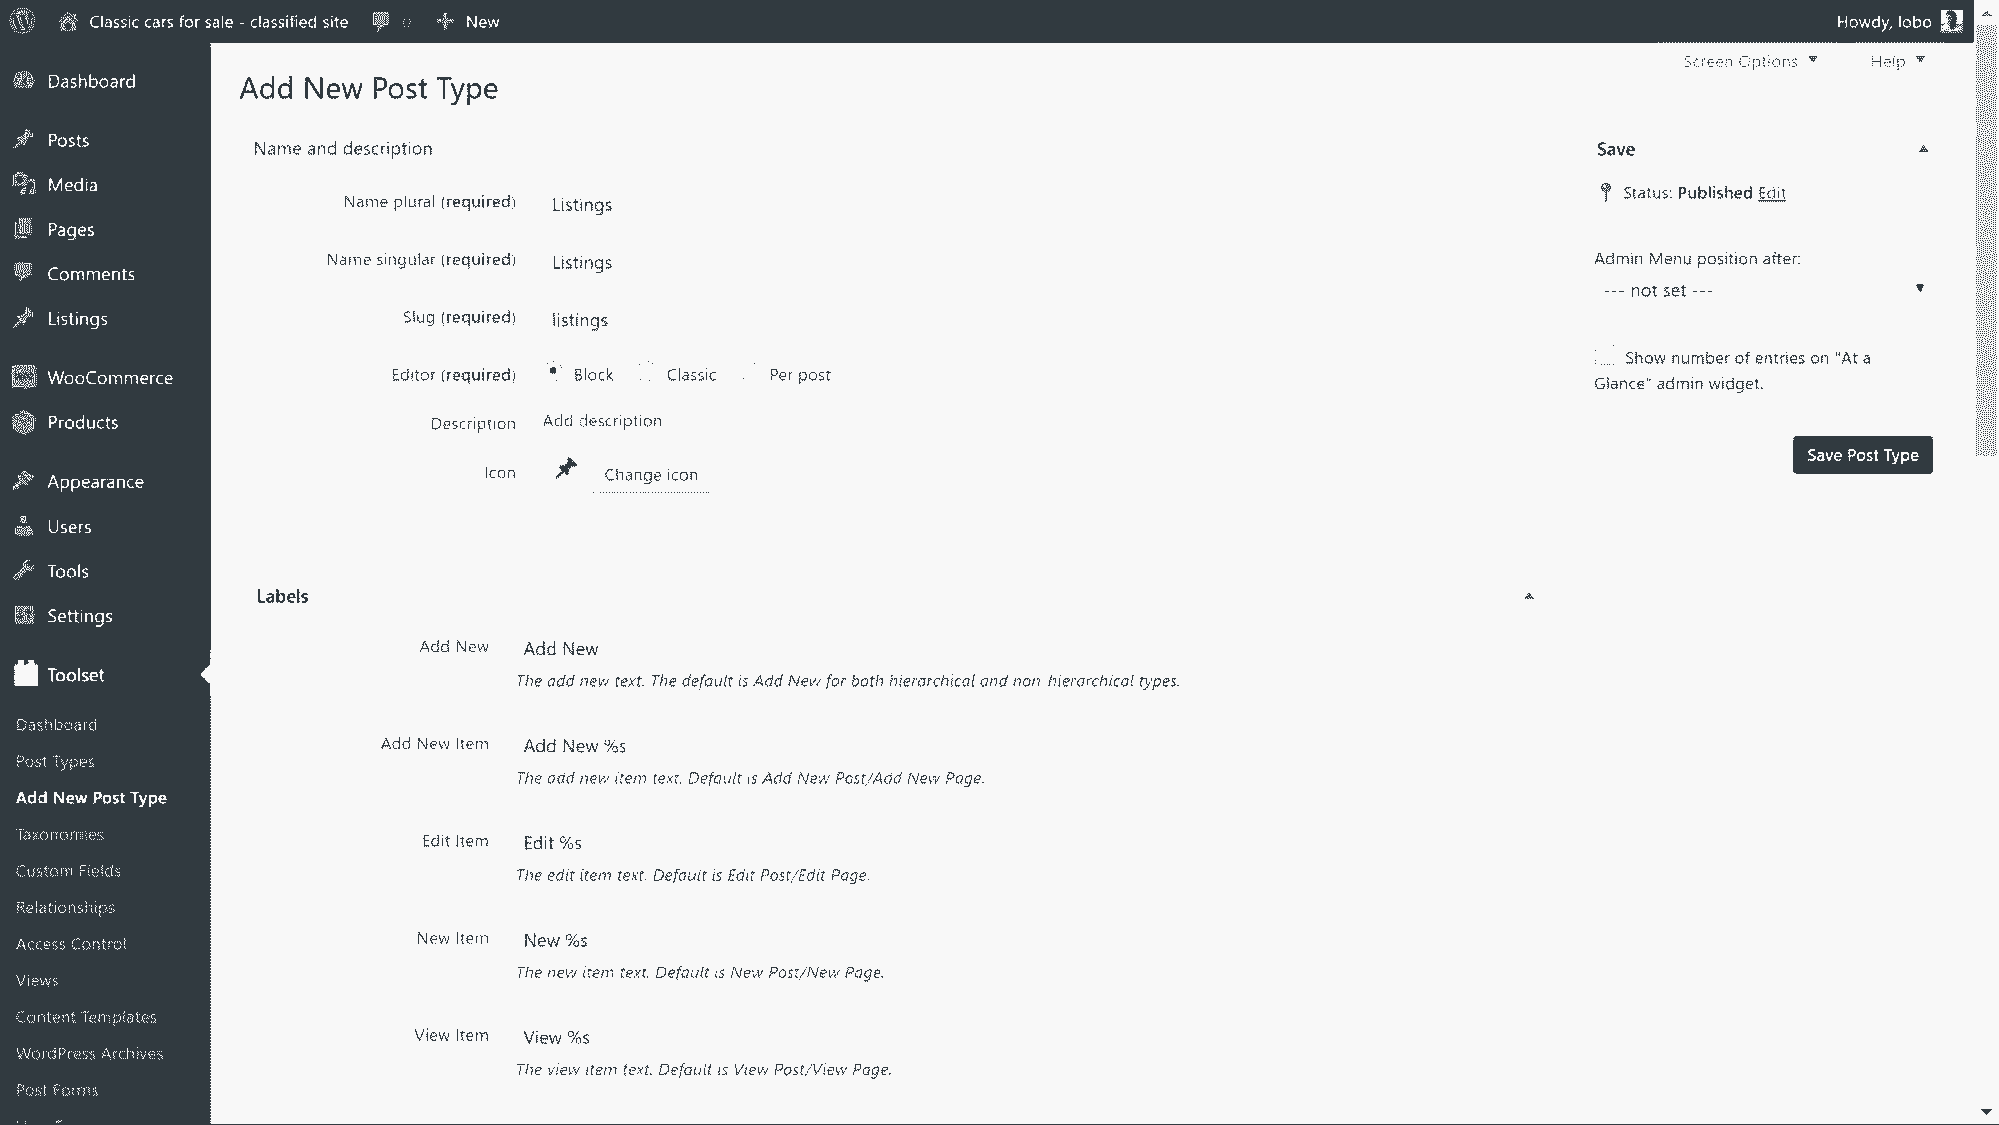 Classic cars for sale - classified site 0 New Howdy, lobo
Screen Options Help
Dashboard
Posts
Media
Pages
Comments
Listings
WooCommerce
Products
Appearance
Users
Tools
Settings
Toolset
Dashboard
Post Types
Add New Post Type
Taxonomies
Custom Fields
Relationships
Access Control
Views
Content Templates
WordPress Archives
Post Forms
Add New Post Type
Name and description
Name plural (required) Listings
Name singular (required) Listings
Slug (required) listings
Editor (required) Block Classic Per post
Description Add description
Icon Change icon
Labels
Add New Add New
The add new text. The default is Add New for both hierarchical and non-hierarchical types.
Add New Item Add New %s
The add new item text. Default is Add New Post/Add New Page.
Edit Item Edit %s
The edit item text. Default is Edit Post/Edit Page.
New Item New %s
The new item text. Default is New Post/New Page.
View Item View %s
The view item text. Default is View Post/View Page.
Save
Status: Published Edit
Admin Menu position after:
--- not set ---
Show number of entries on "At a
Glance" admin widget.
Save Post Type